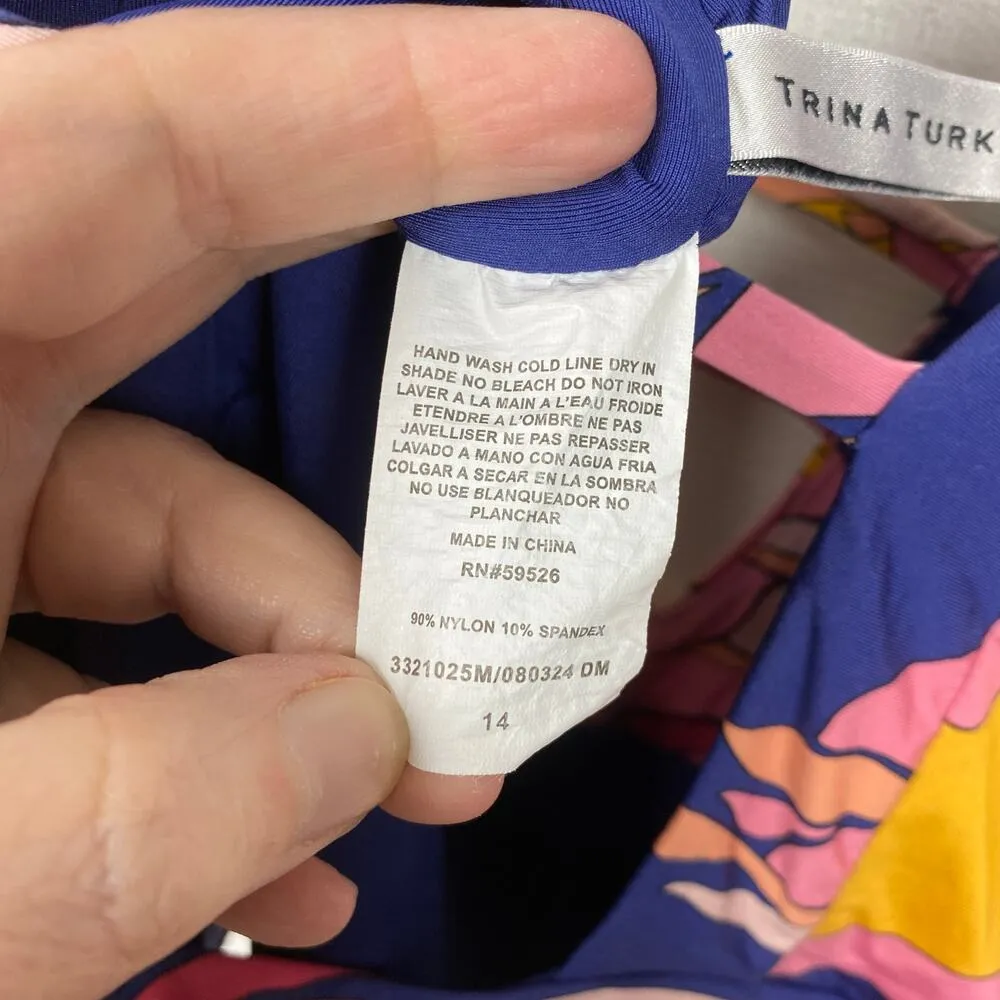 TRINA TURK
HAND WASH COLD LINE DRY IN
SHADE NO BLEACH DO NOT IRON
LAVER A LA MAIN A L'EAU FROIDE
ETENDRE A L'OMBRE NE PAS
JAVELLISER NE PAS REPASSER
LAVADO A MANO CON AGUA FRIA
COLGAR A SECAR EN LA SOMBRA
NO USE BLANQUEADOR NO
PLANCHAR
MADE IN CHINA
RN#59526
90% NYLON 10% SPANDEX
3321025M/080324 DM
14